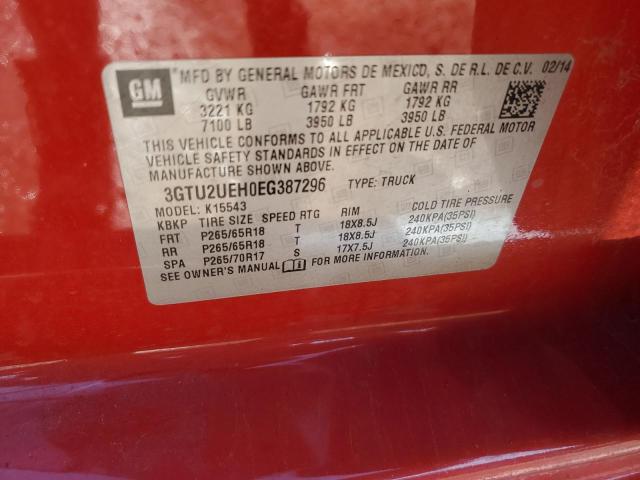 GM
*MFD BY GENERAL MOTORS DE MEXICO, S. DE R.L. DE C.V. 02/14
GVWR GAWR FRT GAWR RR
3221 KG 1792 KG 1792 KG
7100 LB 3950 LB 3950 LB
THIS VEHICLE CONFORMS TO ALL APPLICABLE U.S. FEDERAL MOTOR
VEHICLE SAFETY STANDARDS IN EFFECT ON THE DATE OF
MANUFACTURE SHOWN ABOVE.
3GTU2UEH0EG387296 TYPE: TRUCK
MODEL: K15543
KBKP TIRE SIZE SPEED RTG RIM COLD TIRE PRESSURE
FRT P265/65R18 T 18X8.5J 240KPA(35PSI)
RR P265/65R18 T 18X8.5J 240KPA(35PSI)
SPA P265/70R17 S 17X7.5J 240KPA(35PSI)
SEE OWNER'S MANUAL FOR MORE INFORMATION